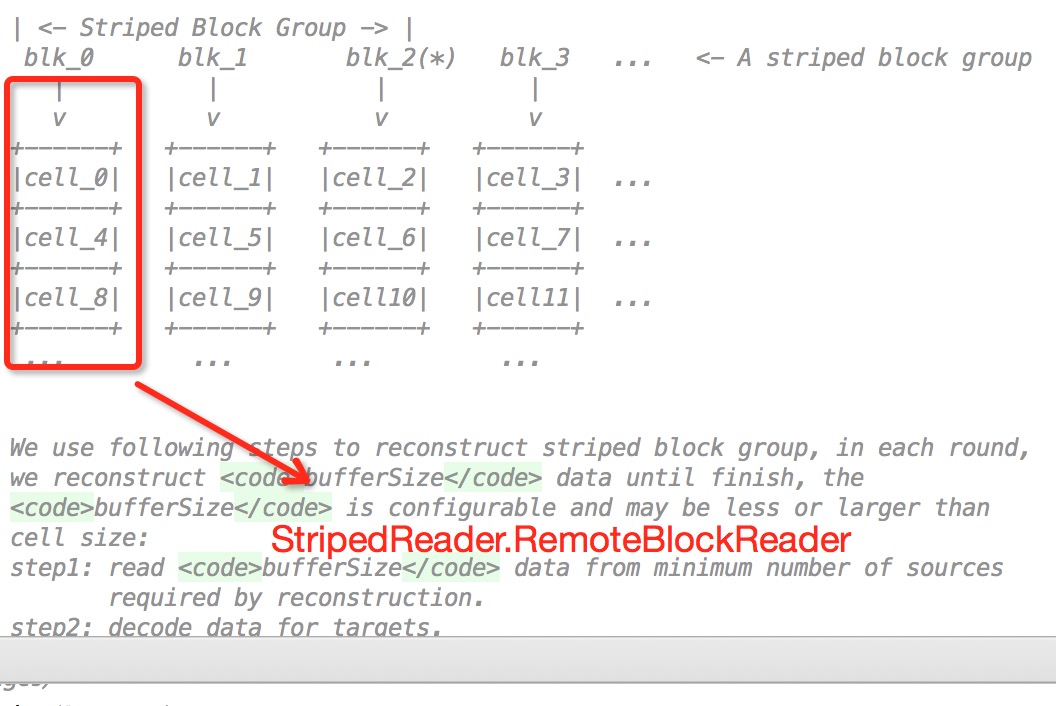 | <- Striped Block Group -> |
blk_0 blk_1 blk_2(*) blk_3 ... <- A striped block group
| | | |
v v v v
+------+ +------+ +------+ +------+
|cell_0| |cell_1| |cell_2| |cell_3| ...
+------+ +------+ +------+ +------+
|cell_4| |cell_5| |cell_6| |cell_7| ...
+------+ +------+ +------+ +------+
|cell_8| |cell_9| |cell10| |cell11| ...
+------+ +------+ +------+ +------+
... ... ... ...
We use following steps to reconstruct striped block group, in each round,
we reconstruct <code>bufferSize</code> data until finish, the
<code>bufferSize</code> is configurable and may be less or larger than
cell size:
StripedReader.RemoteBlockReader
step1: read <code>bufferSize</code> data from minimum number of sources
required by reconstruction.
step2: decode data for targets.